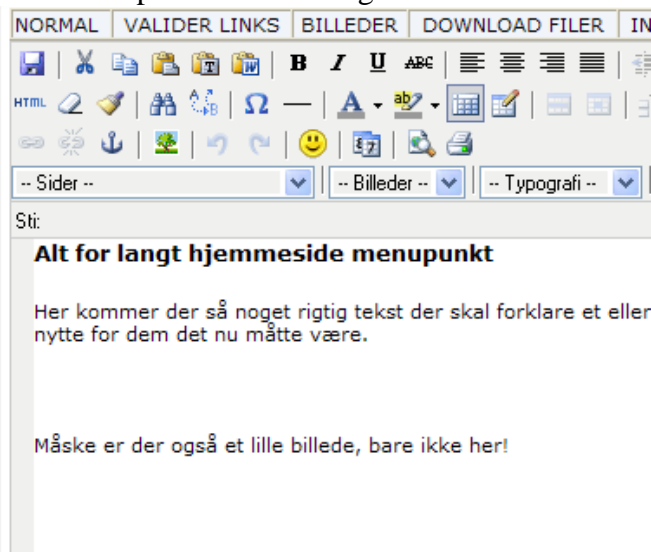 NORMAL VALIDER LINKS BILLEDER DOWNLOAD FILER
B I U ABC
HTML A ab
-- Sider -- -- Billeder -- -- Typografi --
Sti:
Alt for langt hjemmeside menupunkt
Her kommer der så noget rigtig tekst der skal forklare et eller
nytte for dem det nu måtte være.
Måske er der også et lille billede, bare ikke her!